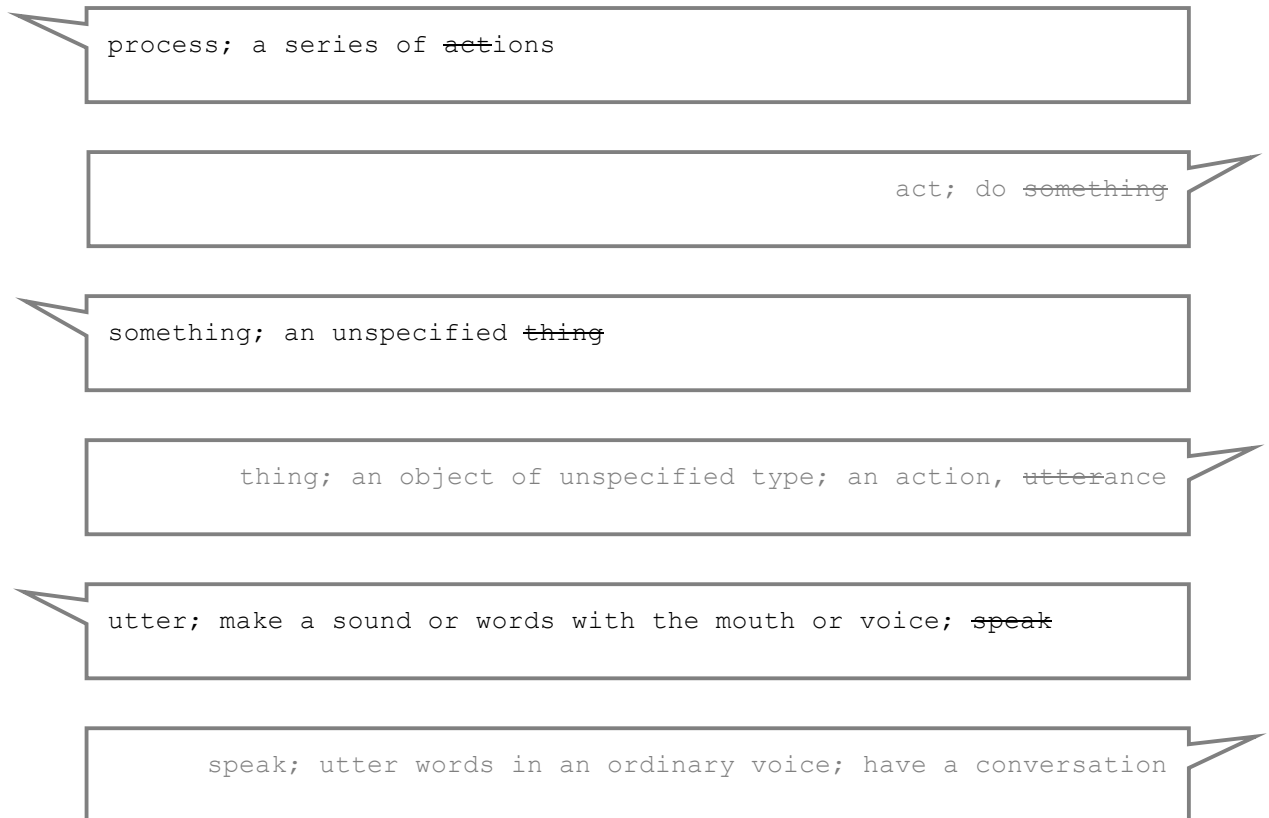 process; a series of actions
act; do something
something; an unspecified thing
thing; an object of unspecified type; an action, utterance
utter; make a sound or words with the mouth or voice; speak
speak; utter words in an ordinary voice; have a conversation